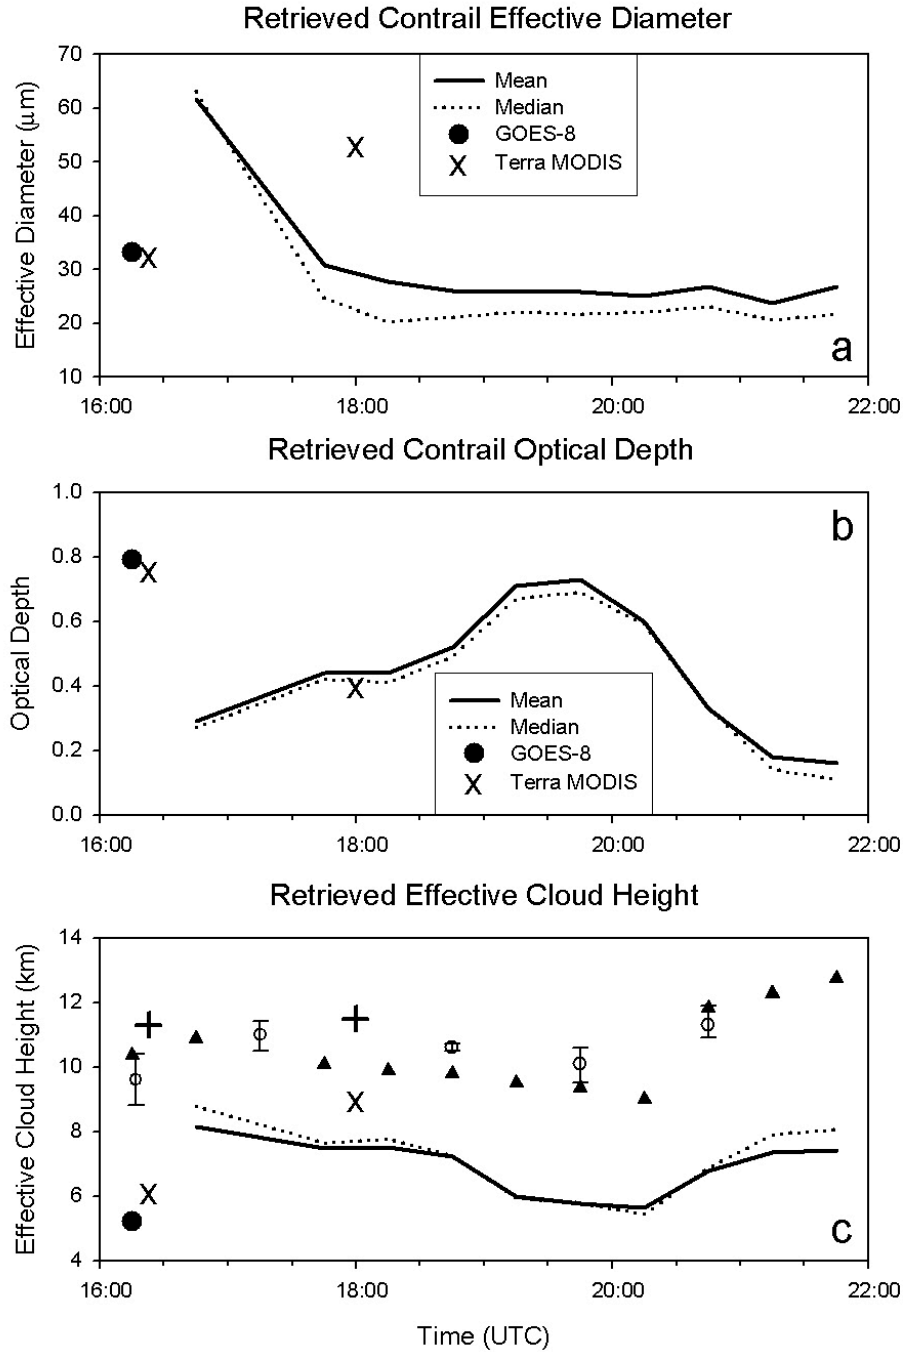 Retrieved Contrail Effective Diameter
Effective Diameter (μm)
70
60
50
40
30
20
10
Mean
Median
GOES-8
Terra MODIS
a
16:00 18:00 20:00 22:00
Retrieved Contrail Optical Depth
Optical Depth
1.0
0.8
0.6
0.4
0.2
0.0
b
Mean
Median
GOES-8
Terra MODIS
16:00 18:00 20:00 22:00
Retrieved Effective Cloud Height
Effective Cloud Height (km)
14
12
10
8
6
4
c
16:00 18:00 20:00 22:00
Time (UTC)